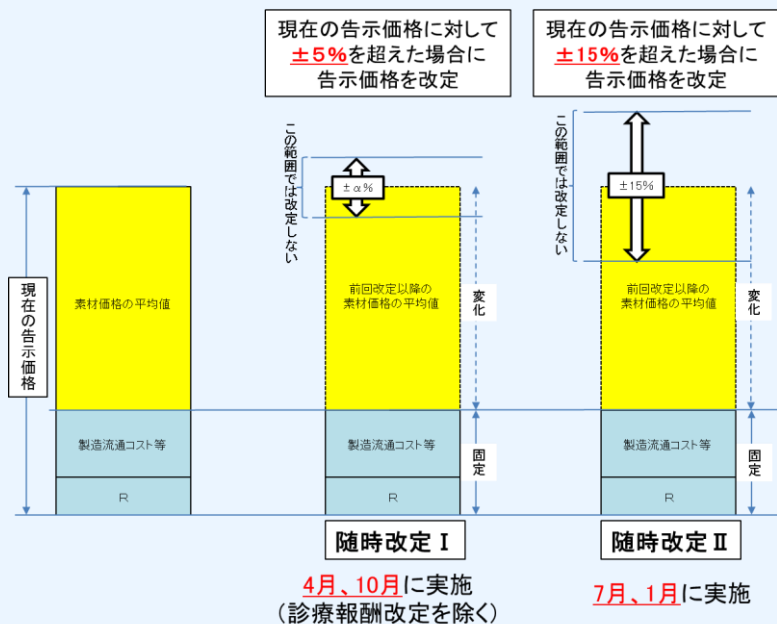 現在の告示価格に対して
±5%を超えた場合に
告示価格を改定
現在の告示価格に対して
±15%を超えた場合に
告示価格を改定
現在の告示価格
素材価格の平均値
製造流通コスト等
R
この範囲では改定しない
±α%
前回改定以降の
素材価格の平均値
変化
製造流通コスト等
固定
R
随時改定Ⅰ
4月、10月に実施
（診療報酬改定を除く）
この範囲では改定しない
±15%
前回改定以降の
素材価格の平均値
変化
製造流通コスト等
固定
R
随時改定Ⅱ
7月、1月に実施